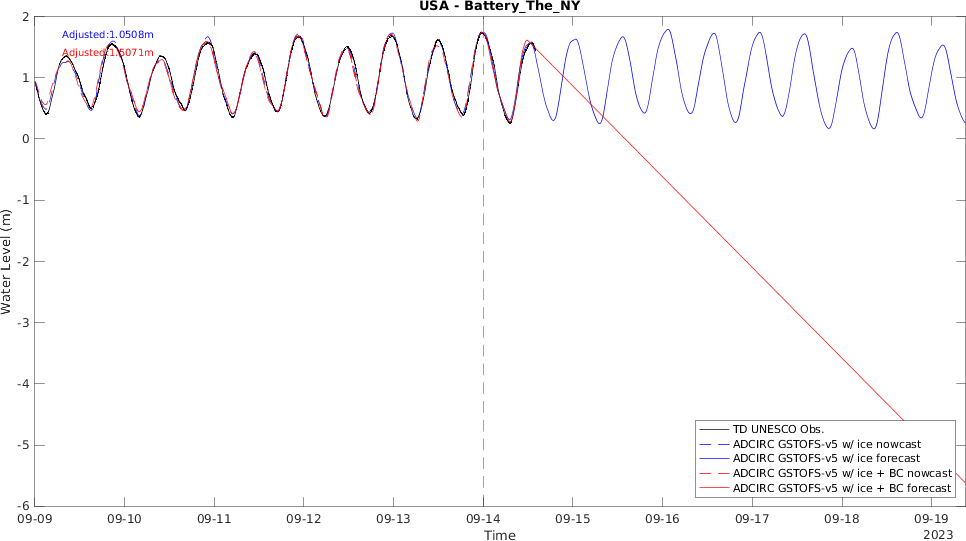 USA - Battery_The_NY
Adjusted:1.0508m
Adjusted:1.5071m
2
1
0
-1
-2
-3
-4
-5
-6
Water Level (m)
TD UNESCO Obs.
ADCIRC GSTOFS-v5 w/ ice nowcast
ADCIRC GSTOFS-v5 w/ ice forecast
ADCIRC GSTOFS-v5 w/ ice + BC nowcast
ADCIRC GSTOFS-v5 w/ ice + BC forecast
09-09 09-10 09-11 09-12 09-13 09-14 09-15 09-16 09-17 09-18 09-19
Time
2023